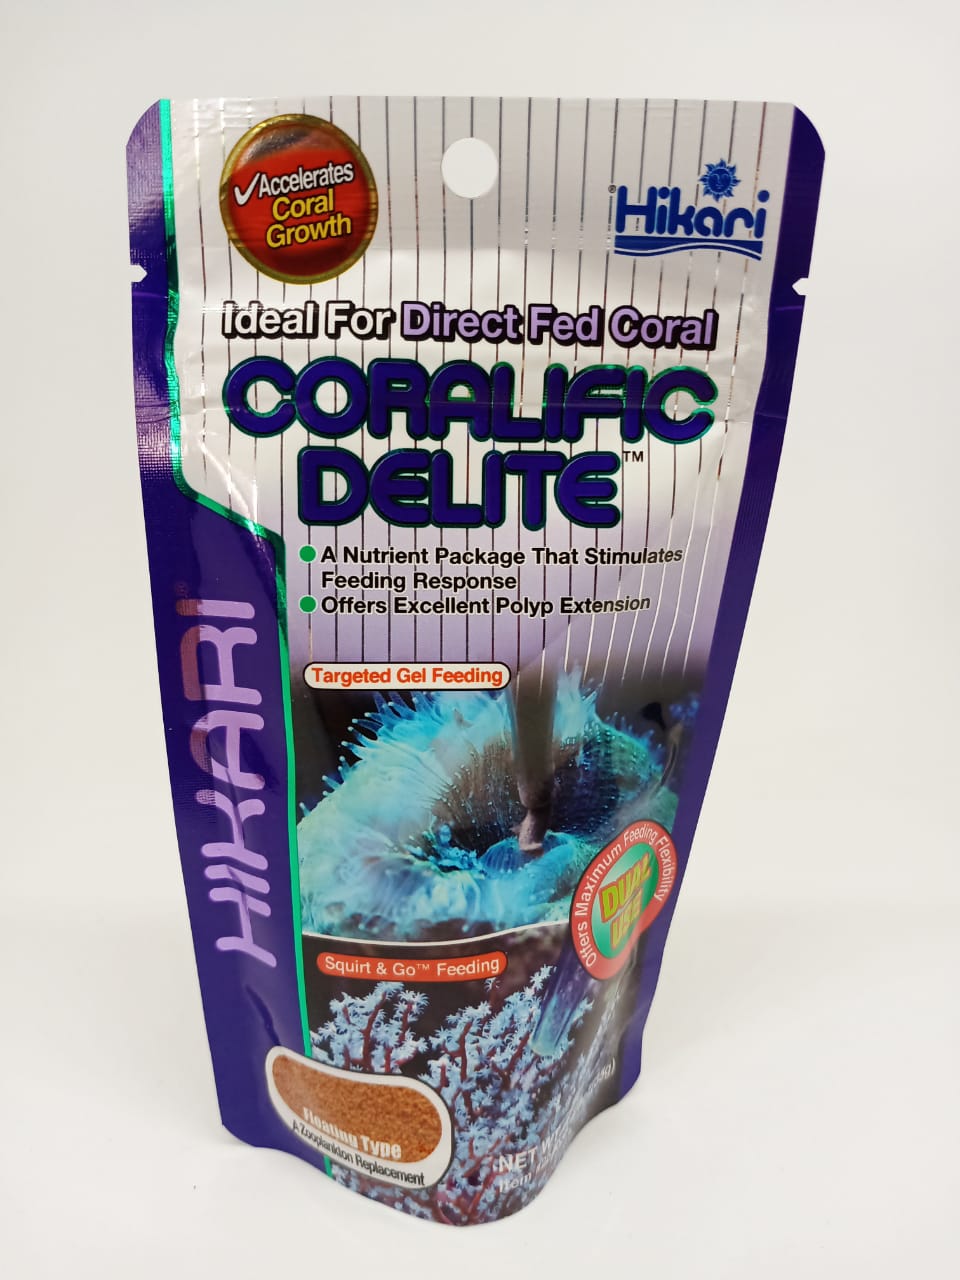 ✓Accelerates
Coral
Growth
Hikari®
Ideal For Direct Fed Coral
CORALIFIC
DELITE™
● A Nutrient Package That Stimulates
Feeding Response
● Offers Excellent Polyp Extension
HIKARI®
Targeted Gel Feeding
Offers Maximum Feeding Flexibility
DUAL
USE
Squirt & Go™ Feeding
Floating Type
A Zooplankton Replacement
NET
Item